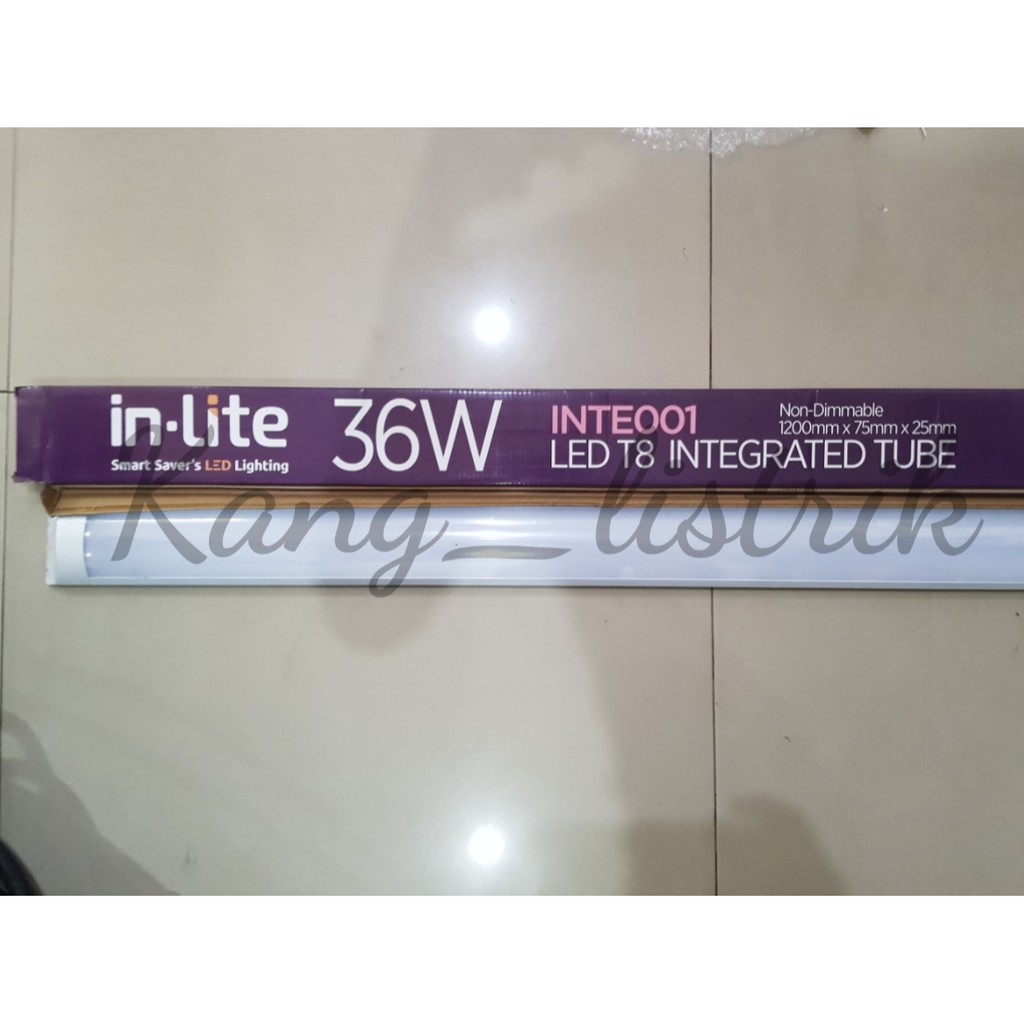 in·lite
Smart Saver's LED Lighting
36W
INTE001
LED T8 INTEGRATED TUBE
Non-Dimmable
1200mm x 75mm x 25mm
Kang_listrik